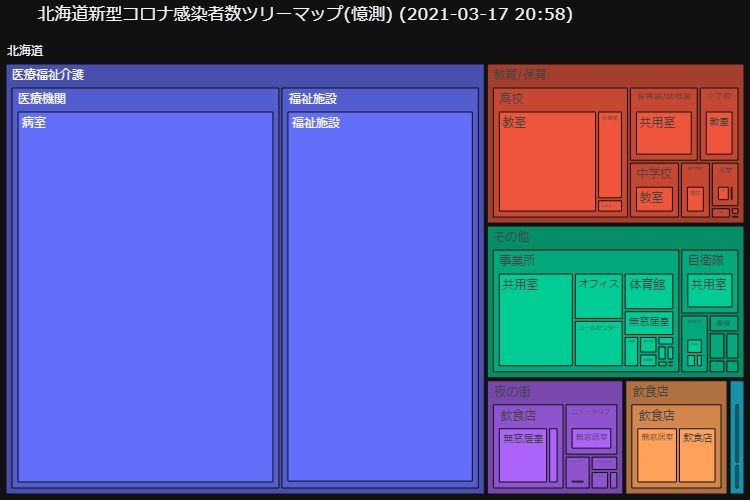 北海道新型コロナ感染者数ツリーマップ(憶測) (2021-03-17 20:58)
北海道
医療福祉介護
医療機関
病室
福祉施設
福祉施設
教育/保育
高校
教室
保育園/幼稚園
共用室
小学校
教室
中学校
教室
大学
その他
事業所
共用室
オフィス
コールセンター
体育館
無窓居室
自衛隊
共用室
夜の街
飲食店
無窓居室
ニュークラブ
無窓居室
飲食店
飲食店
無窓居室
飲食店